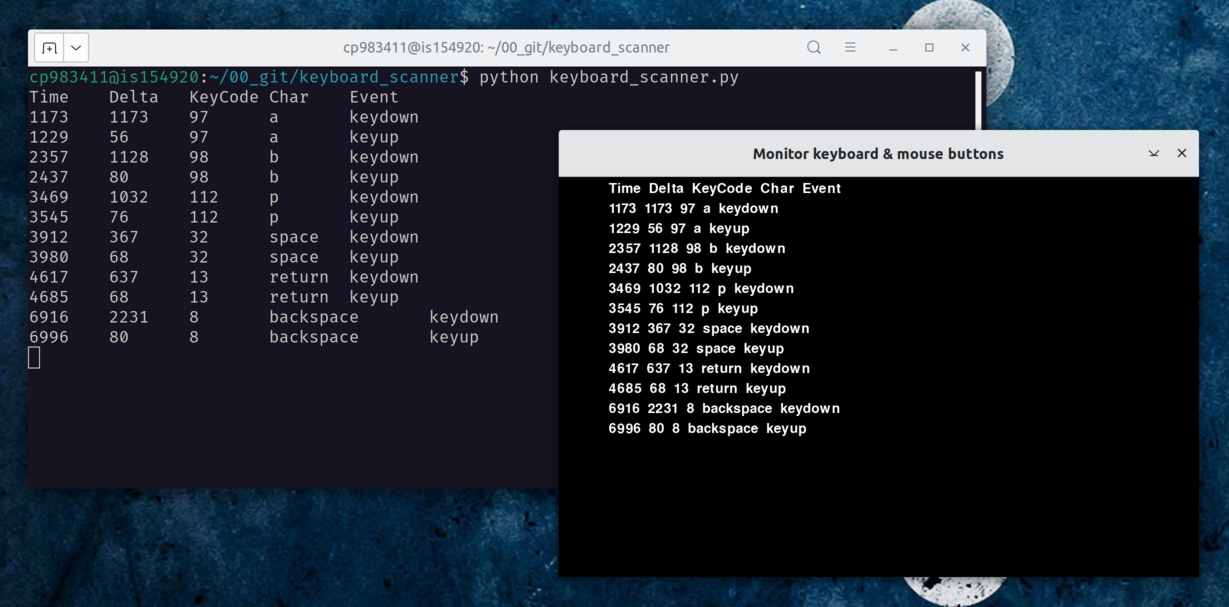 cp983411@is154920: ~/00_git/keyboard_scanner
cp983411@is154920:~/00_git/keyboard_scanner$ python keyboard_scanner.py
Time Delta KeyCode Char Event
1173 1173 97 a keydown
1229 56 97 a keyup
2357 1128 98 b keydown
2437 80 98 b keyup
3469 1032 112 p keydown
3545 76 112 p keyup
3912 367 32 space keydown
3980 68 32 space keyup
4617 637 13 return keydown
4685 68 13 return keyup
6916 2231 8 backspace keydown
6996 80 8 backspace keyup
Monitor keyboard & mouse buttons
Time Delta KeyCode Char Event
1173 1173 97 a keydown
1229 56 97 a keyup
2357 1128 98 b keydown
2437 80 98 b keyup
3469 1032 112 p keydown
3545 76 112 p keyup
3912 367 32 space keydown
3980 68 32 space keyup
4617 637 13 return keydown
4685 68 13 return keyup
6916 2231 8 backspace keydown
6996 80 8 backspace keyup